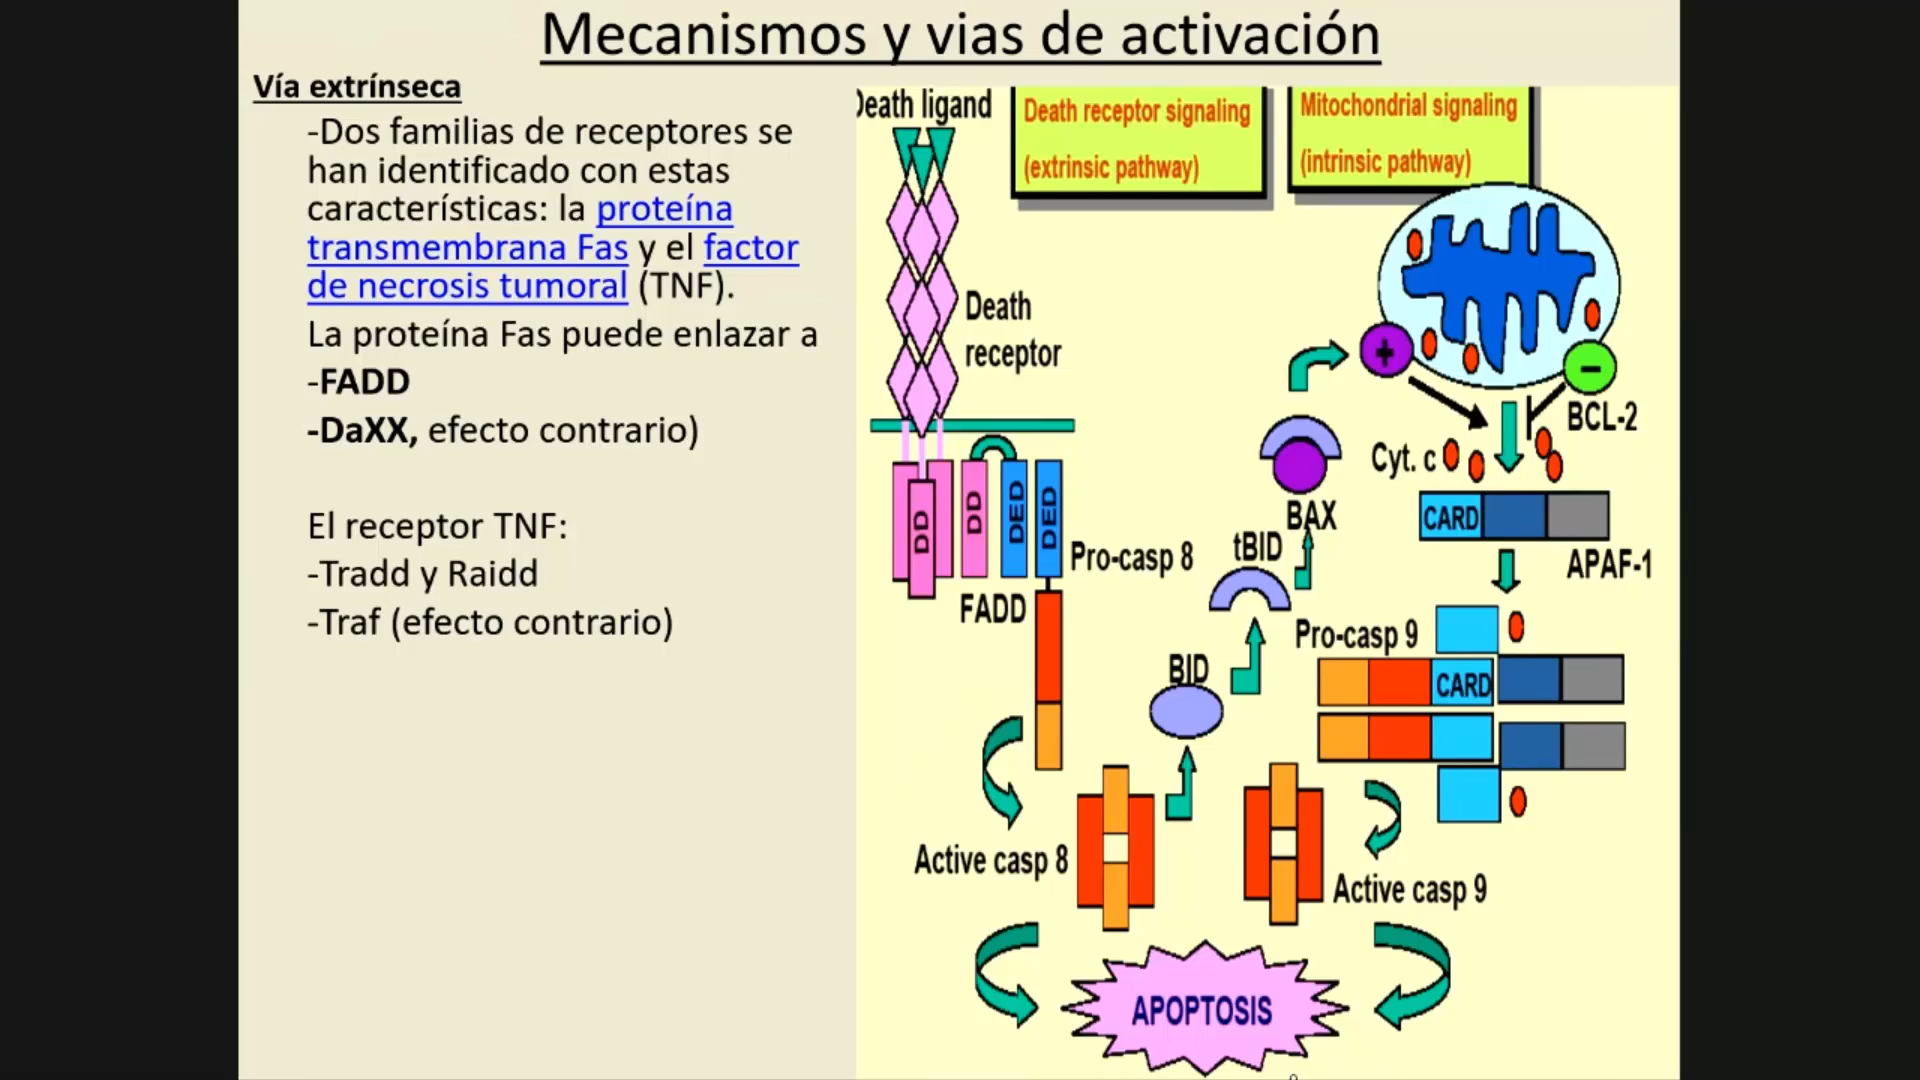 Mecanismos y vias de activación
Vía extrínseca
-Dos familias de receptores se
han identificado con estas
características: la proteína
transmembrana Fas y el factor
de necrosis tumoral (TNF).
La proteína Fas puede enlazar a
-FADD
-DaXX, efecto contrario)
El receptor TNF:
-Tradd y Raidd
-Traf (efecto contrario)
Death ligand
Death receptor signaling
(extrinsic pathway)
Mitochondrial signaling
(intrinsic pathway)
Death
receptor
+
-
BCL-2
Cyt. c
CARD
APAF-1
BAX
tBID
BID
DD
DD
DED
DED
Pro-casp 8
FADD
Pro-casp 9
CARD
Active casp 8
Active casp 9
APOPTOSIS